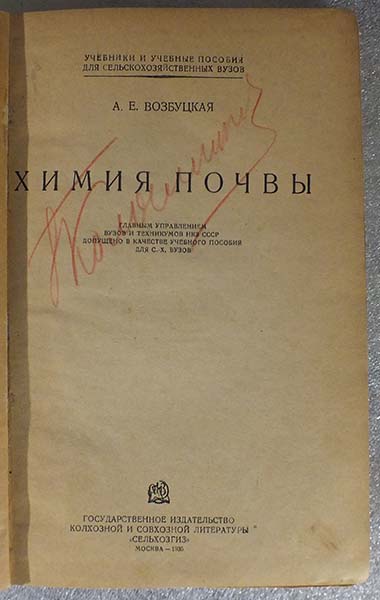 УЧЕБНИКИ И УЧЕБНЫЕ ПОСОБИЯ
ДЛЯ СЕЛЬСКОХОЗЯЙСТВЕННЫХ ВУЗОВ
А. Е. ВОЗБУЦКАЯ
ХИМИЯ ПОЧВЫ
ГЛАВНЫМ УПРАВЛЕНИЕМ
ВУЗОВ И ТЕХНИКУМОВ НКЗ СССР
ДОПУЩЕНО В КАЧЕСТВЕ УЧЕБНОГО ПОСОБИЯ
ДЛЯ С.-Х. ВУЗОВ
ГОСУДАРСТВЕННОЕ ИЗДАТЕЛЬСТВО
КОЛХОЗНОЙ И СОВХОЗНОЙ ЛИТЕРАТУРЫ
«СЕЛЬХОЗГИЗ»
МОСКВА —